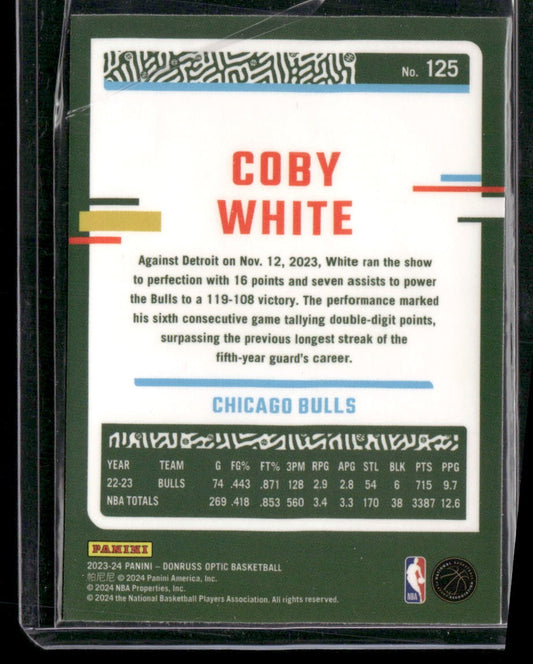 No. 125
COBY
WHITE
Against Detroit on Nov. 12, 2023, White ran the show
to perfection with 16 points and seven assists to power
the Bulls to a 119-108 victory. The performance marked
his sixth consecutive game tallying double-digit points,
surpassing the previous longest streak of the
fifth-year guard's career.
CHICAGO BULLS
YEAR TEAM G FG% FT% 3PM RPG APG STL BLK PTS PPG
22-23 BULLS 74 .443 .871 128 2.9 2.8 54 6 715 9.7
NBA TOTALS 269 .418 .853 560 3.4 3.3 170 38 3387 12.6
PANINI
2023-24 PANINI – DONRUSS OPTIC BASKETBALL
帕尼尼 © 2024 Panini America, Inc.
© 2024 NBA Properties, Inc.
© 2024 the National Basketball Players Association. All rights reserved.
NBA